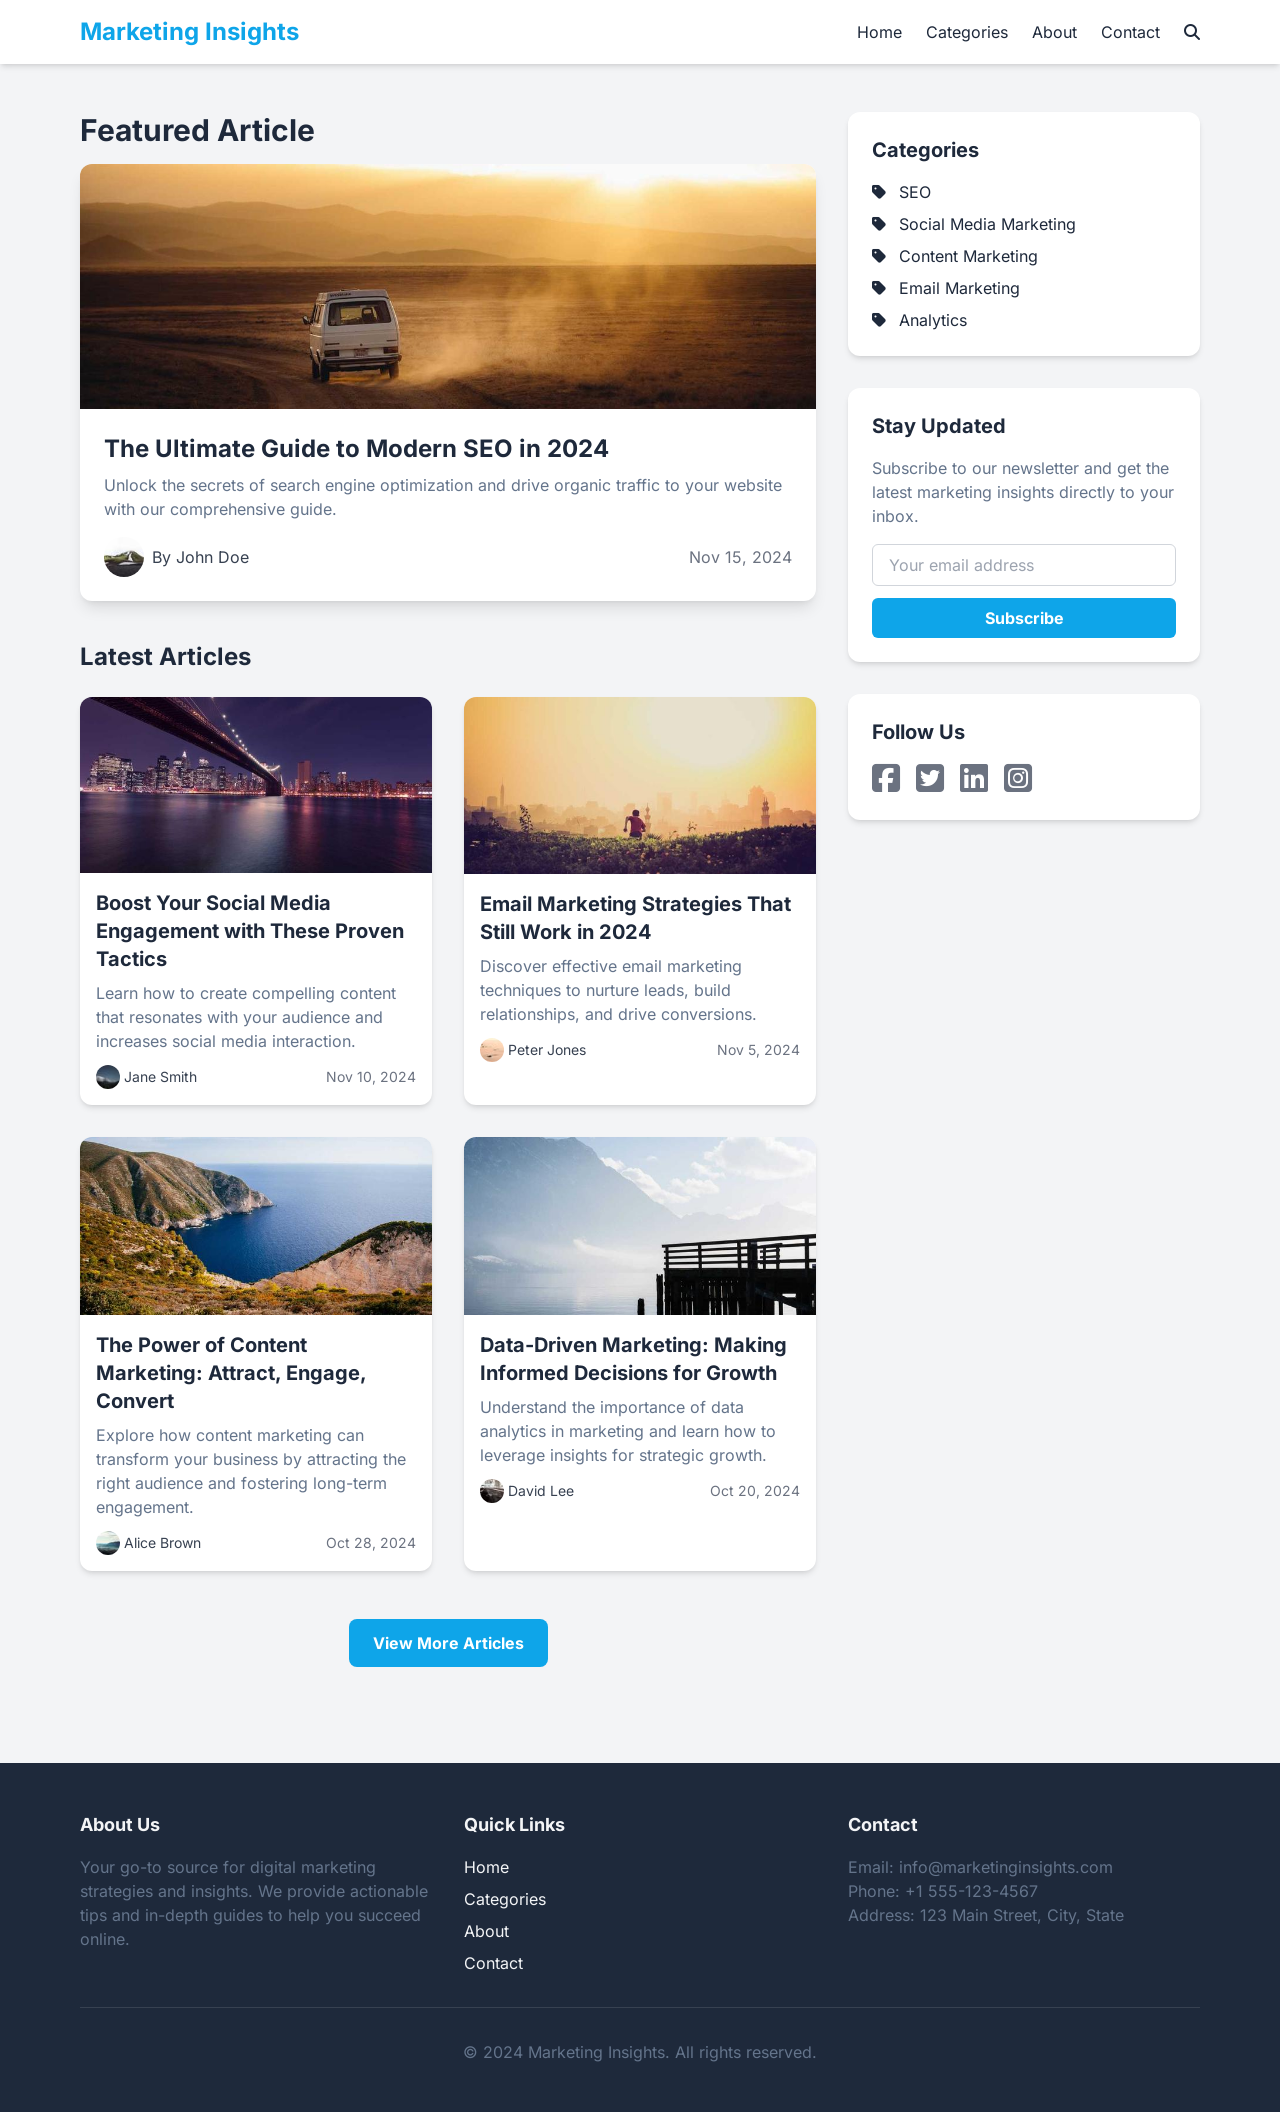 Marketing Insights
Home
Categories
About
Contact
Featured Article
The Ultimate Guide to Modern SEO in 2024
Unlock the secrets of search engine optimization and drive organic traffic to your website
with our comprehensive guide.
By John Doe
Nov 15, 2024
Latest Articles
Boost Your Social Media
Engagement with These Proven
Tactics
Learn how to create compelling content
that resonates with your audience and
increases social media interaction.
Jane Smith
Nov 10, 2024
Email Marketing Strategies That
Still Work in 2024
Discover effective email marketing
techniques to nurture leads, build
relationships, and drive conversions.
Peter Jones
Nov 5, 2024
The Power of Content
Marketing: Attract, Engage,
Convert
Explore how content marketing can
transform your business by attracting the
right audience and fostering long-term
engagement.
Alice Brown
Oct 28, 2024
Data-Driven Marketing: Making
Informed Decisions for Growth
Understand the importance of data
analytics in marketing and learn how to
leverage insights for strategic growth.
David Lee
Oct 20, 2024
View More Articles
Categories
SEO
Social Media Marketing
Content Marketing
Email Marketing
Analytics
Stay Updated
Subscribe to our newsletter and get the
latest marketing insights directly to your
inbox.
Your email address
Subscribe
Follow Us
About Us
Your go-to source for digital marketing
strategies and insights. We provide actionable
tips and in-depth guides to help you succeed
online.
Quick Links
Home
Categories
About
Contact
Contact
Email: info@marketinginsights.com
Phone: +1 555-123-4567
Address: 123 Main Street, City, State
© 2024 Marketing Insights. All rights reserved.